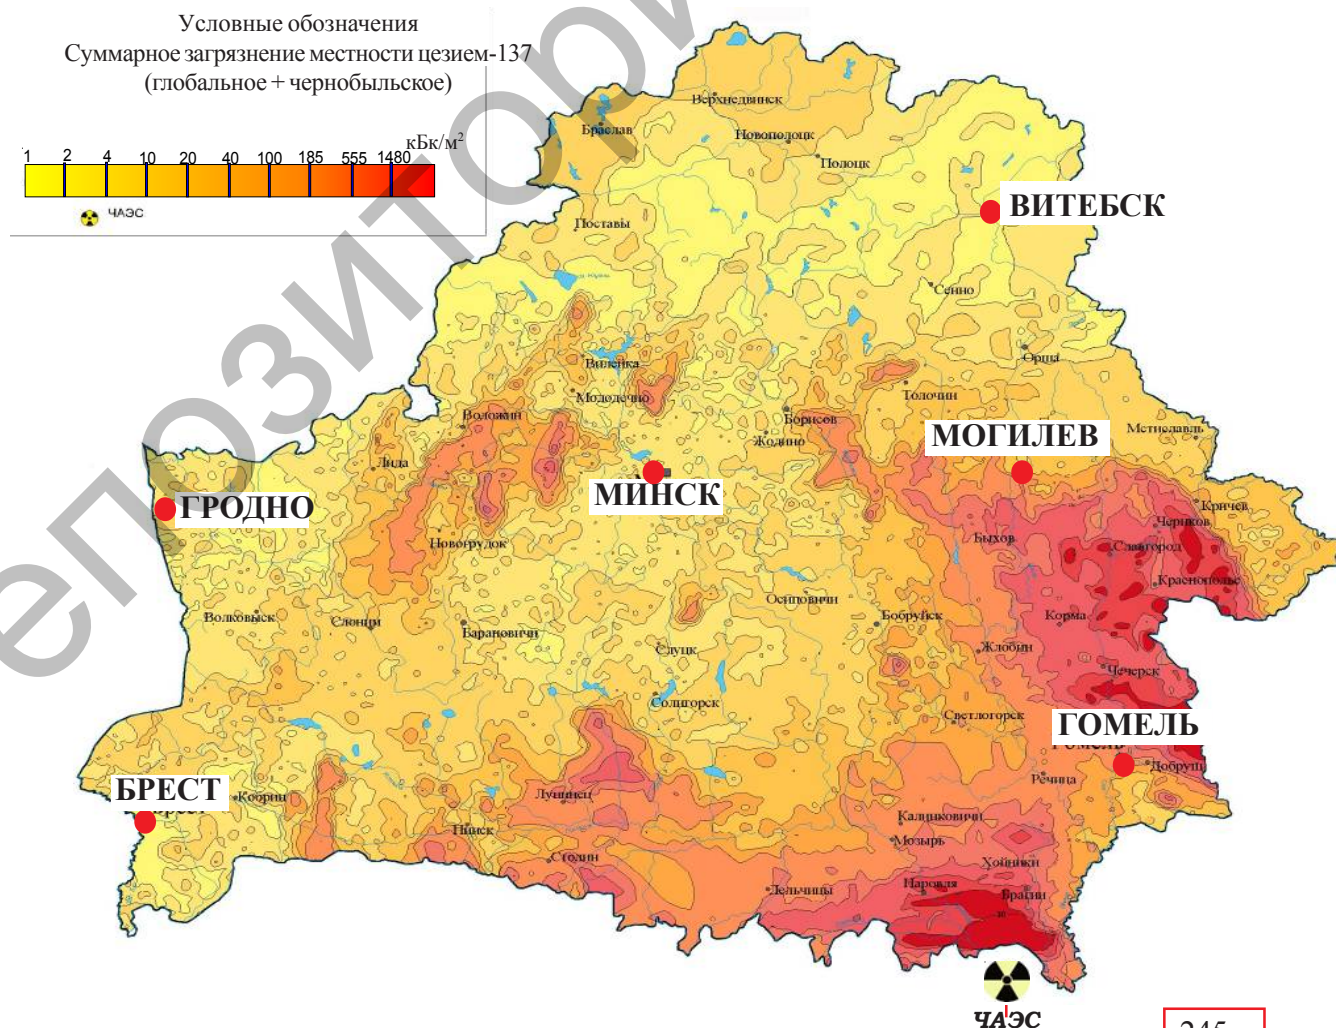 Условные обозначения
Суммарное загрязнение местности цезием-137
(глобальное + чернобыльское)
кБк/м²
1 2 4 10 20 40 100 185 555 1480
ЧАЭС
Верхнедвинск
Браслав
Новополоцк
Полоцк
ВИТЕБСК
Поставы
Сенно
Орша
Вилейка
Молодечно
Толочин
Воложин
Борисов
Жодино
МОГИЛЕВ
Мстиславль
Лида
МИНСК
ГРОДНО
Кричев
Чериков
Новогрудок
Быхов
Славгород
Краснополье
Осиповичи
Волковыск
Слоним
Бобруйск
Корма
Барановичи
Слуцк
Жлобин
Чечерск
Солигорск
Светлогорск
ГОМЕЛЬ
Добруш
Речица
БРЕСТ
Кобрин
Лунинец
Калинковичи
Пинск
Мозырь
Столин
Хойники
Лельчицы
Наровля
Брагин
ЧАЭС
245
епозитори